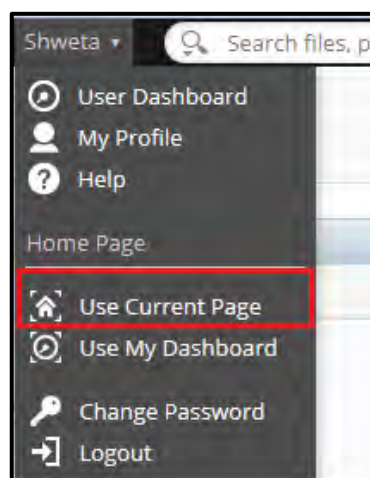 Shweta
Search files, p
User Dashboard
My Profile
Help
Home Page
Use Current Page
Use My Dashboard
Change Password
Logout